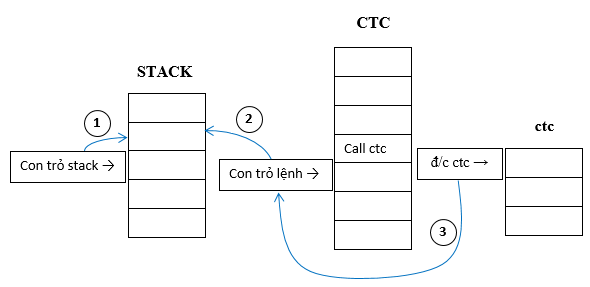 CTC
STACK
1
2
ctc
Call ctc
Con trỏ stack →
Con trỏ lệnh →
đ/c ctc →
3